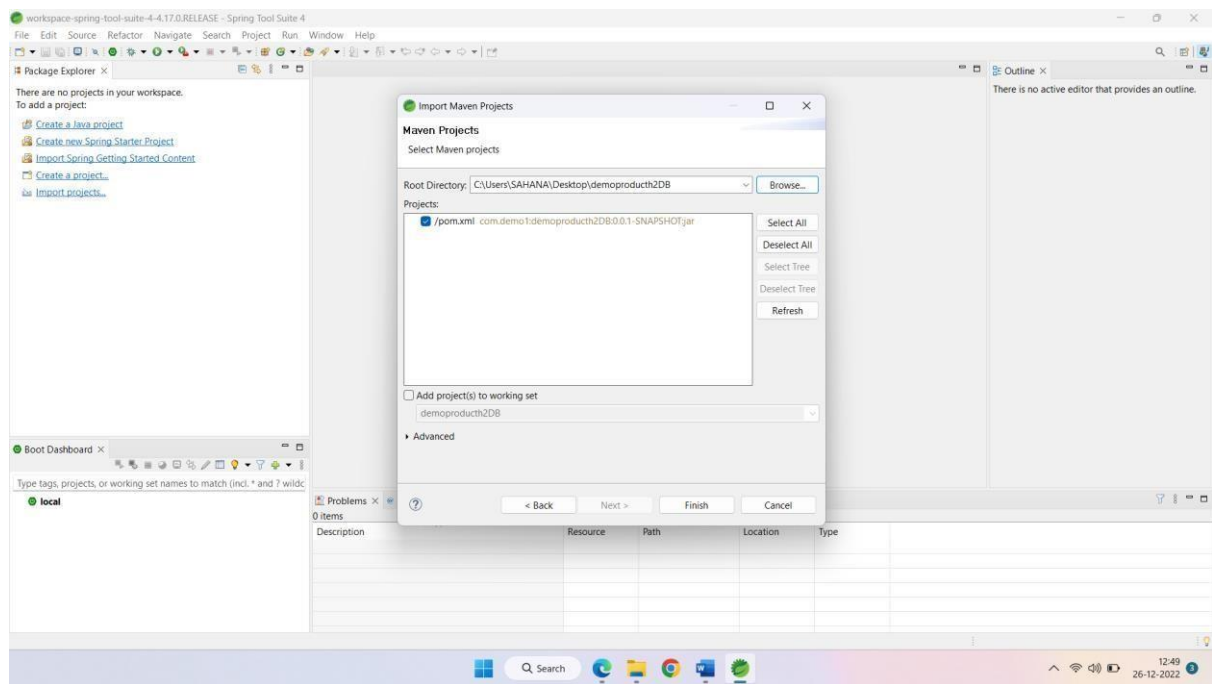 workspace-spring-tool-suite-4-4.17.0.RELEASE - Spring Tool Suite 4
File Edit Source Refactor Navigate Search Project Run Window Help
Package Explorer
There are no projects in your workspace.
To add a project:
Create a Java project
Create new Spring Starter Project
Import Spring Getting Started Content
Create a project...
Import projects...
Import Maven Projects
Maven Projects
Select Maven projects
Root Directory: C:\Users\SAHANA\Desktop\demoproducth2DB Browse...
Projects:
/pom.xml com.demo1:demoproducth2DB:0.0.1-SNAPSHOT:jar
Select All
Deselect All
Select Tree
Deselect Tree
Refresh
Add project(s) to working set
demoproducth2DB
Advanced
< Back Next > Finish Cancel
Outline
There is no active editor that provides an outline.
Boot Dashboard
Type tags, projects, or working set names to match (incl. * and ? wildc
local
Problems
0 items
Description Resource Path Location Type
Search
12:49
26-12-2022
3